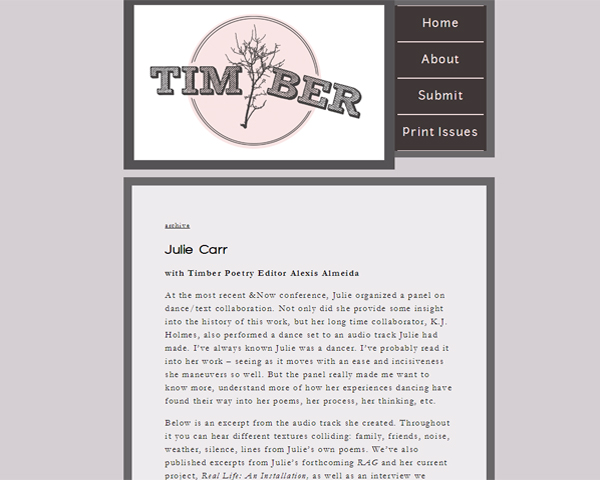 TIMBER
Home
About
Submit
Print Issues
archive
Julie Carr
with Timber Poetry Editor Alexis Almeida
At the most recent &Now conference, Julie organized a panel on
dance/text collaboration. Not only did she provide some insight
into the history of this work, but her long time collaborator, K.J.
Holmes, also performed a dance set to an audio track Julie had
made. I've always known Julie was a dancer. I've probably read it
into her work – seeing as it moves with an ease and incisiveness
she maneuvers so well. But the panel really made me want to
know more, understand more of how her experiences dancing have
found their way into her poems, her process, her thinking, etc.
Below is an excerpt from the audio track she created. Throughout
it you can hear different textures colliding: family, friends, noise,
weather, silence, lines from Julie's own poems. We've also
published excerpts from Julie's forthcoming RAG and her current
project, Real Life: An Installation, as well as an interview we